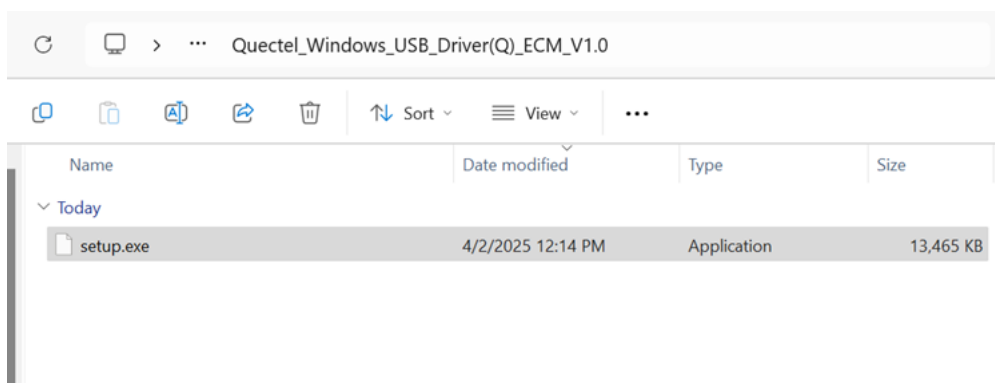 Quectel_Windows_USB_Driver(Q)_ECM_V1.0
Sort View
Name Date modified Type Size
Today
setup.exe 4/2/2025 12:14 PM Application 13,465 KB